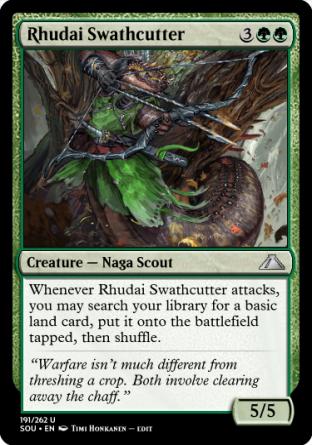 Rhudai Swathcutter 3
Creature — Naga Scout
Whenever Rhudai Swathcutter attacks,
you may search your library for a basic
land card, put it onto the battlefield
tapped, then shuffle.
“Warfare isn’t much different from
threshing a crop. Both involve clearing
away the chaff.”
5/5
191/262 U
SOU • EN Timi Honkanen — EDIT